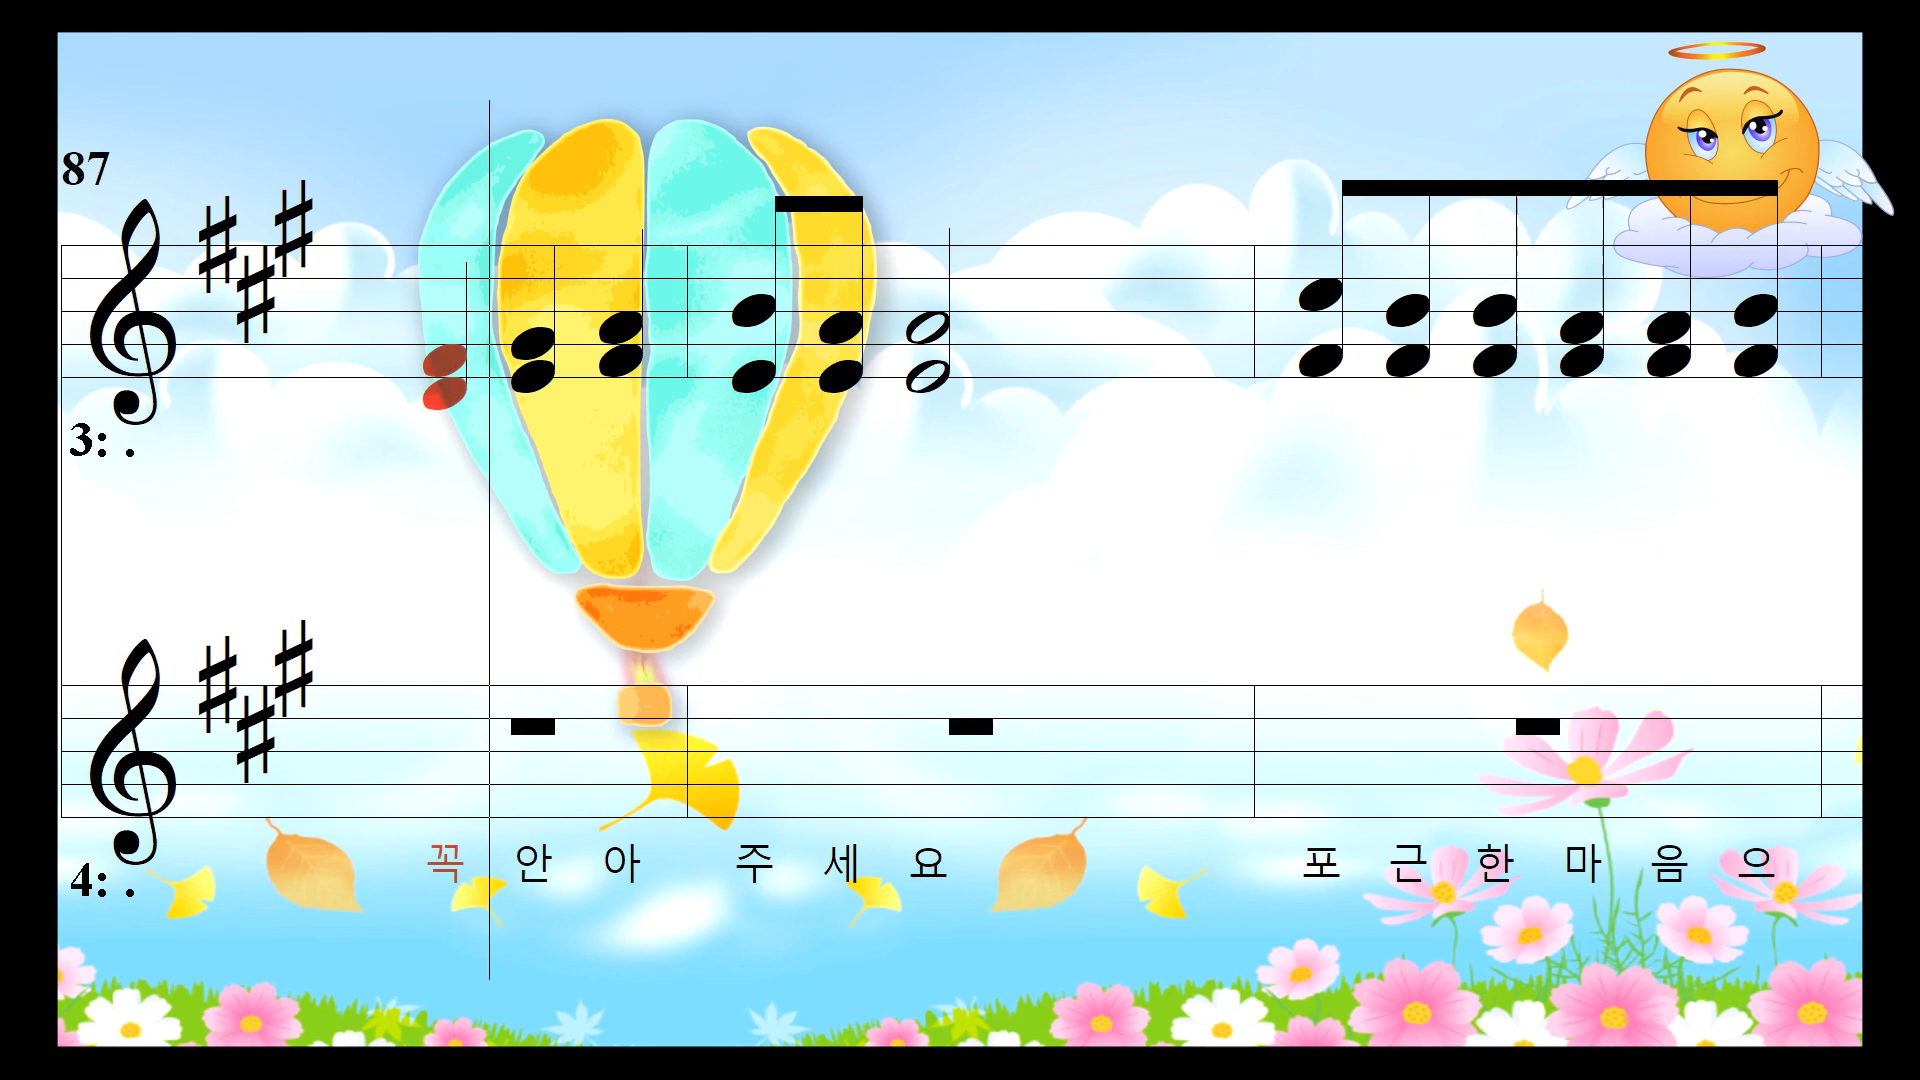 87
3: .
4: .
꼭 안 아 주 세 요 포 근 한 마 음 으